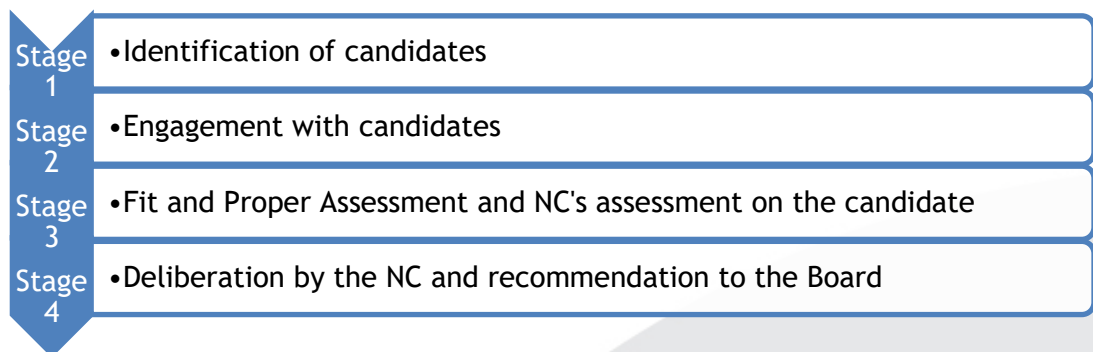 Stage
1
•Identification of candidates
Stage
2
•Engagement with candidates
Stage
3
•Fit and Proper Assessment and NC's assessment on the candidate
Stage
4
•Deliberation by the NC and recommendation to the Board